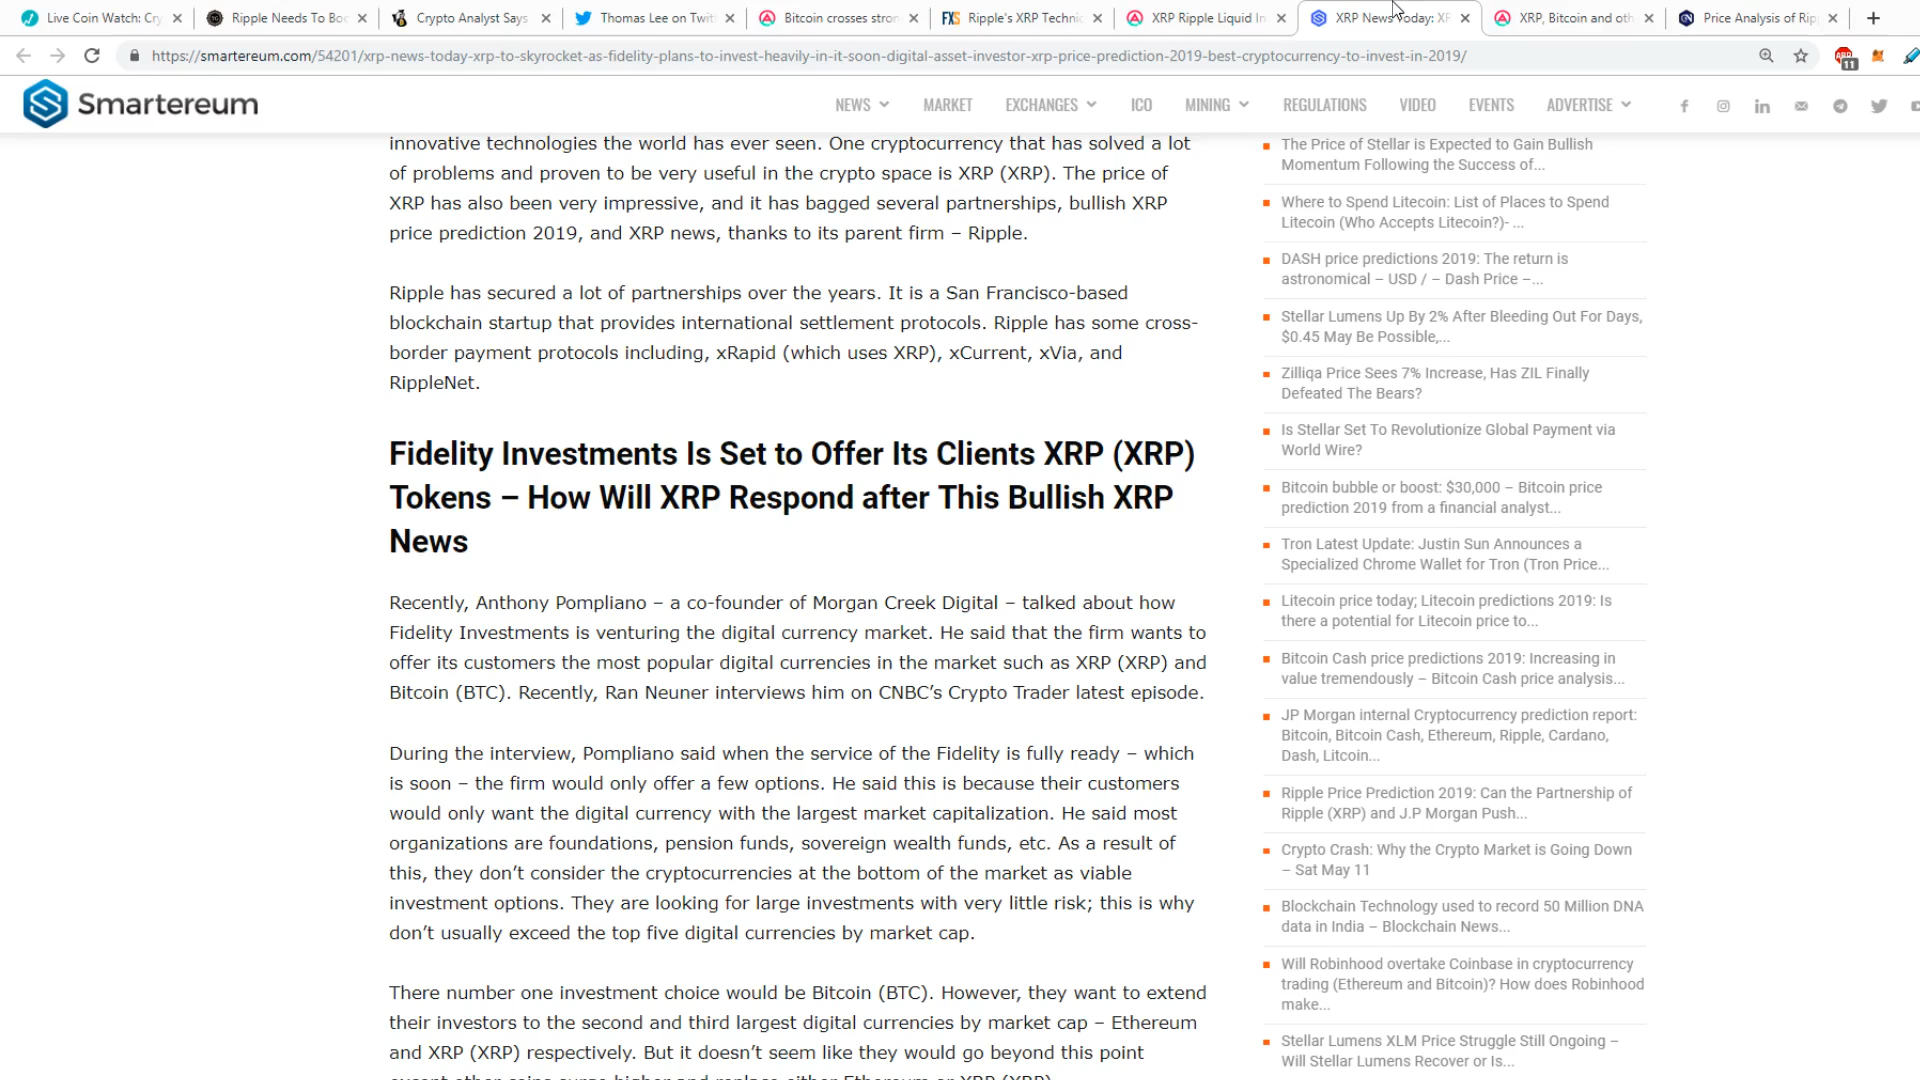 Live Coin Watch: Cry
Ripple Needs To Boo
Crypto Analyst Says
Thomas Lee on Twitt
Bitcoin crosses stron
Ripple's XRP Technic
XRP Ripple Liquid In
XRP News Today: XR
XRP, Bitcoin and oth
Price Analysis of Rip
https://smartereum.com/54201/xrp-news-today-xrp-to-skyrocket-as-fidelity-plans-to-invest-heavily-in-it-soon-digital-asset-investor-xrp-price-prediction-2019-best-cryptocurrency-to-invest-in-2019/
11
Smartereum
NEWS
MARKET
EXCHANGES
ICO
MINING
REGULATIONS
VIDEO
EVENTS
ADVERTISE
innovative technologies the world has ever seen. One cryptocurrency that has solved a lot
of problems and proven to be very useful in the crypto space is XRP (XRP). The price of
XRP has also been very impressive, and it has bagged several partnerships, bullish XRP
price prediction 2019, and XRP news, thanks to its parent firm – Ripple.
Ripple has secured a lot of partnerships over the years. It is a San Francisco-based
blockchain startup that provides international settlement protocols. Ripple has some cross-
border payment protocols including, xRapid (which uses XRP), xCurrent, xVia, and
RippleNet.
Fidelity Investments Is Set to Offer Its Clients XRP (XRP)
Tokens – How Will XRP Respond after This Bullish XRP
News
Recently, Anthony Pompliano – a co-founder of Morgan Creek Digital – talked about how
Fidelity Investments is venturing the digital currency market. He said that the firm wants to
offer its customers the most popular digital currencies in the market such as XRP (XRP) and
Bitcoin (BTC). Recently, Ran Neuner interviews him on CNBC's Crypto Trader latest episode.
During the interview, Pompliano said when the service of the Fidelity is fully ready – which
is soon – the firm would only offer a few options. He said this is because their customers
would only want the digital currency with the largest market capitalization. He said most
organizations are foundations, pension funds, sovereign wealth funds, etc. As a result of
this, they don't consider the cryptocurrencies at the bottom of the market as viable
investment options. They are looking for large investments with very little risk; this is why
don't usually exceed the top five digital currencies by market cap.
There number one investment choice would be Bitcoin (BTC). However, they want to extend
their investors to the second and third largest digital currencies by market cap – Ethereum
and XRP (XRP) respectively. But it doesn't seem like they would go beyond this point
except other coins surge higher and replace either Ethereum or XRP (XRP).
The Price of Stellar is Expected to Gain Bullish
Momentum Following the Success of...
Where to Spend Litecoin: List of Places to Spend
Litecoin (Who Accepts Litecoin?)- ...
DASH price predictions 2019: The return is
astronomical – USD / – Dash Price –...
Stellar Lumens Up By 2% After Bleeding Out For Days,
$0.45 May Be Possible,...
Zilliqa Price Sees 7% Increase, Has ZIL Finally
Defeated The Bears?
Is Stellar Set To Revolutionize Global Payment via
World Wire?
Bitcoin bubble or boost: $30,000 – Bitcoin price
prediction 2019 from a financial analyst...
Tron Latest Update: Justin Sun Announces a
Specialized Chrome Wallet for Tron (Tron Price...
Litecoin price today; Litecoin predictions 2019: Is
there a potential for Litecoin price to...
Bitcoin Cash price predictions 2019: Increasing in
value tremendously – Bitcoin Cash price analysis...
JP Morgan internal Cryptocurrency prediction report:
Bitcoin, Bitcoin Cash, Ethereum, Ripple, Cardano,
Dash, Litcoin...
Ripple Price Prediction 2019: Can the Partnership of
Ripple (XRP) and J.P Morgan Push...
Crypto Crash: Why the Crypto Market is Going Down
– Sat May 11
Blockchain Technology used to record 50 Million DNA
data in India – Blockchain News...
Will Robinhood overtake Coinbase in cryptocurrency
trading (Ethereum and Bitcoin)? How does Robinhood
make...
Stellar Lumens XLM Price Struggle Still Ongoing –
Will Stellar Lumens Recover or Is...